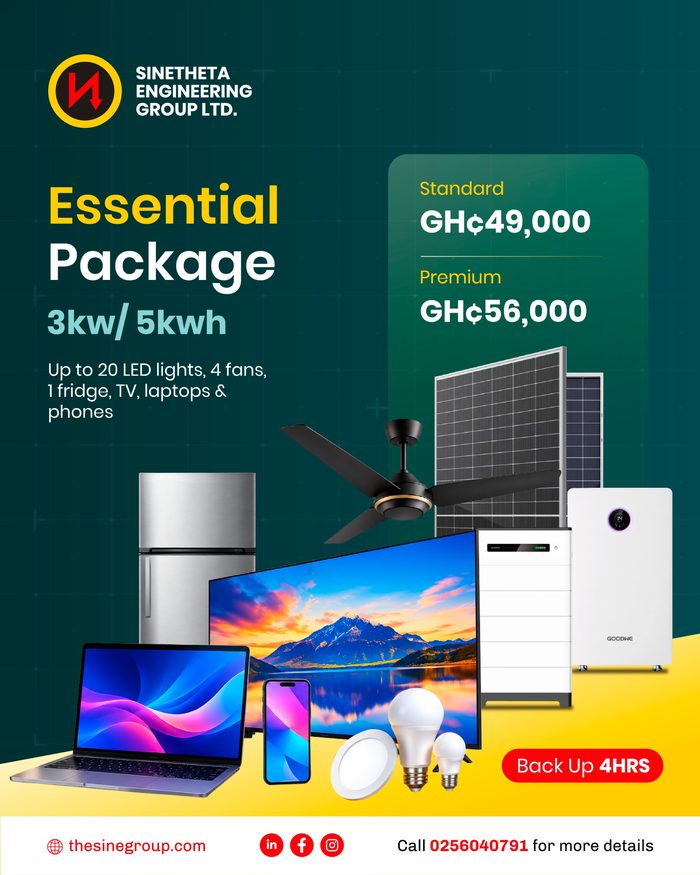 SINETHETA
ENGINEERING
GROUP LTD.
Essential
Package
3kw/ 5kwh
Up to 20 LED lights, 4 fans,
1 fridge, TV, laptops &
phones
Standard
GH¢49,000
Premium
GH¢56,000
GOODWE
Back Up 4HRS
thesinegroup.com
in
Call 0256040791 for more details